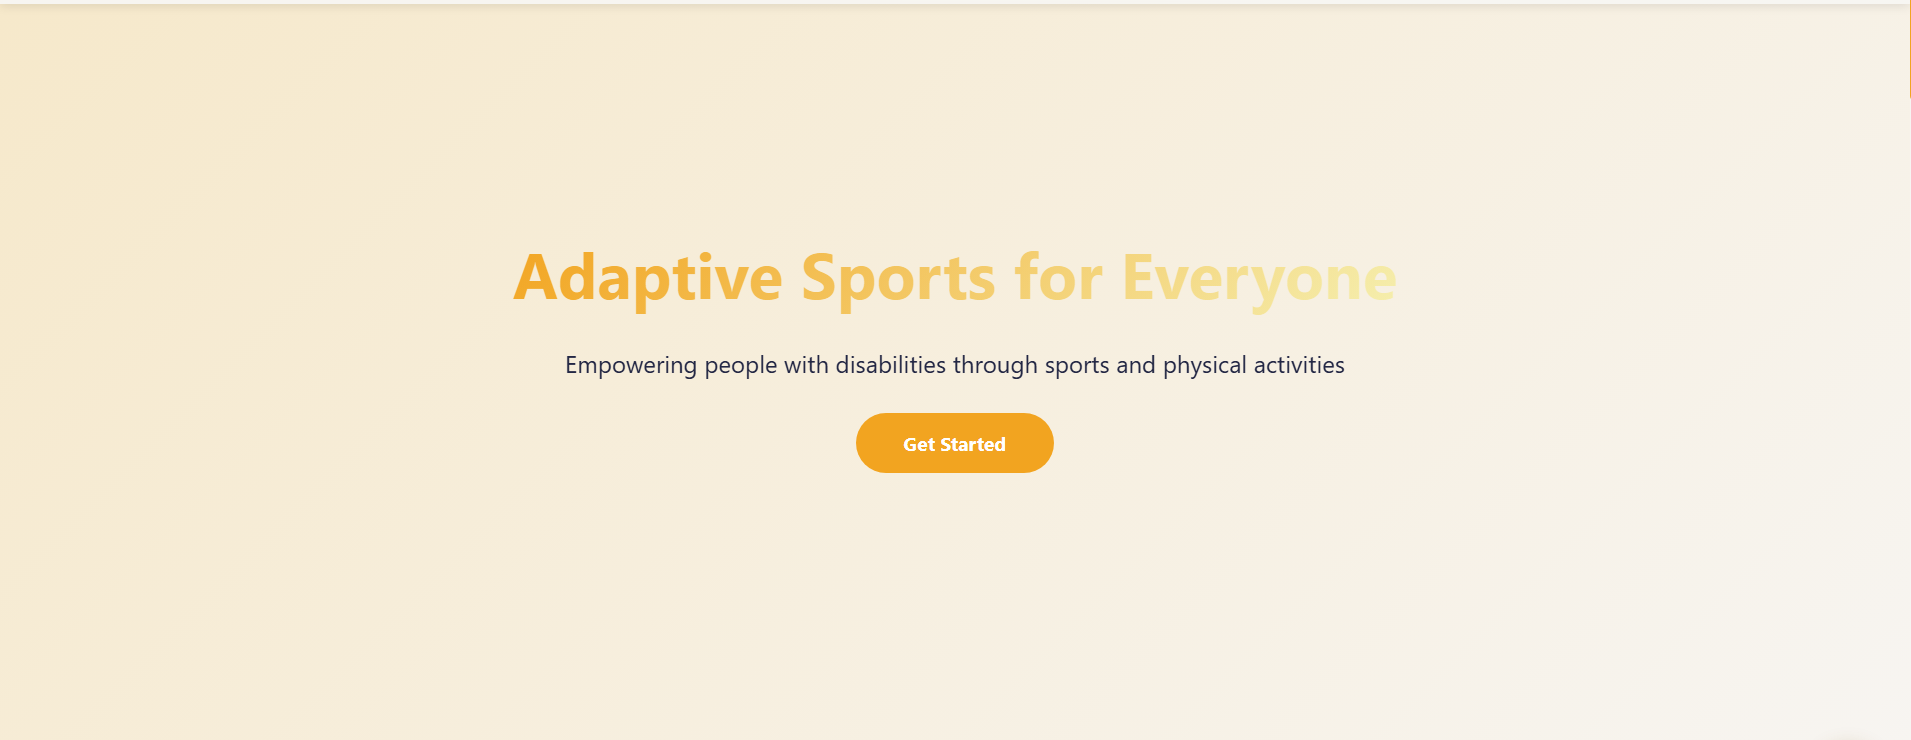 Adaptive Sports for Everyone
Empowering people with disabilities through sports and physical activities
Get Started